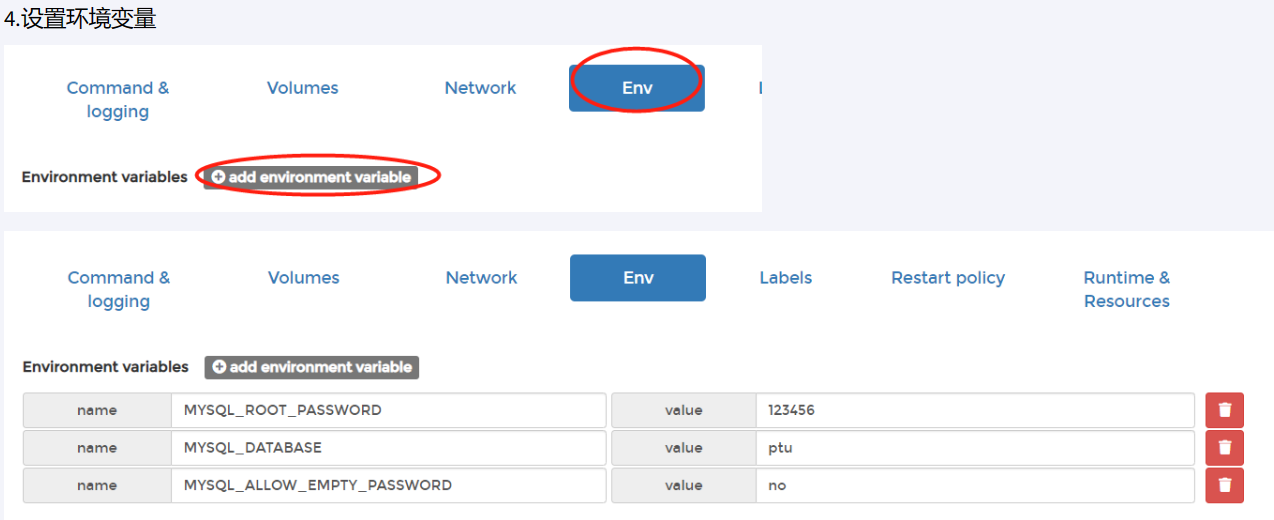 4.设置环境变量
Command & Volumes Network Env
logging
Environment variables add environment variable
Command & Volumes Network Env Labels Restart policy Runtime &
logging Resources
Environment variables add environment variable
name MYSQL_ROOT_PASSWORD value 123456
name MYSQL_DATABASE value ptu
name MYSQL_ALLOW_EMPTY_PASSWORD value no